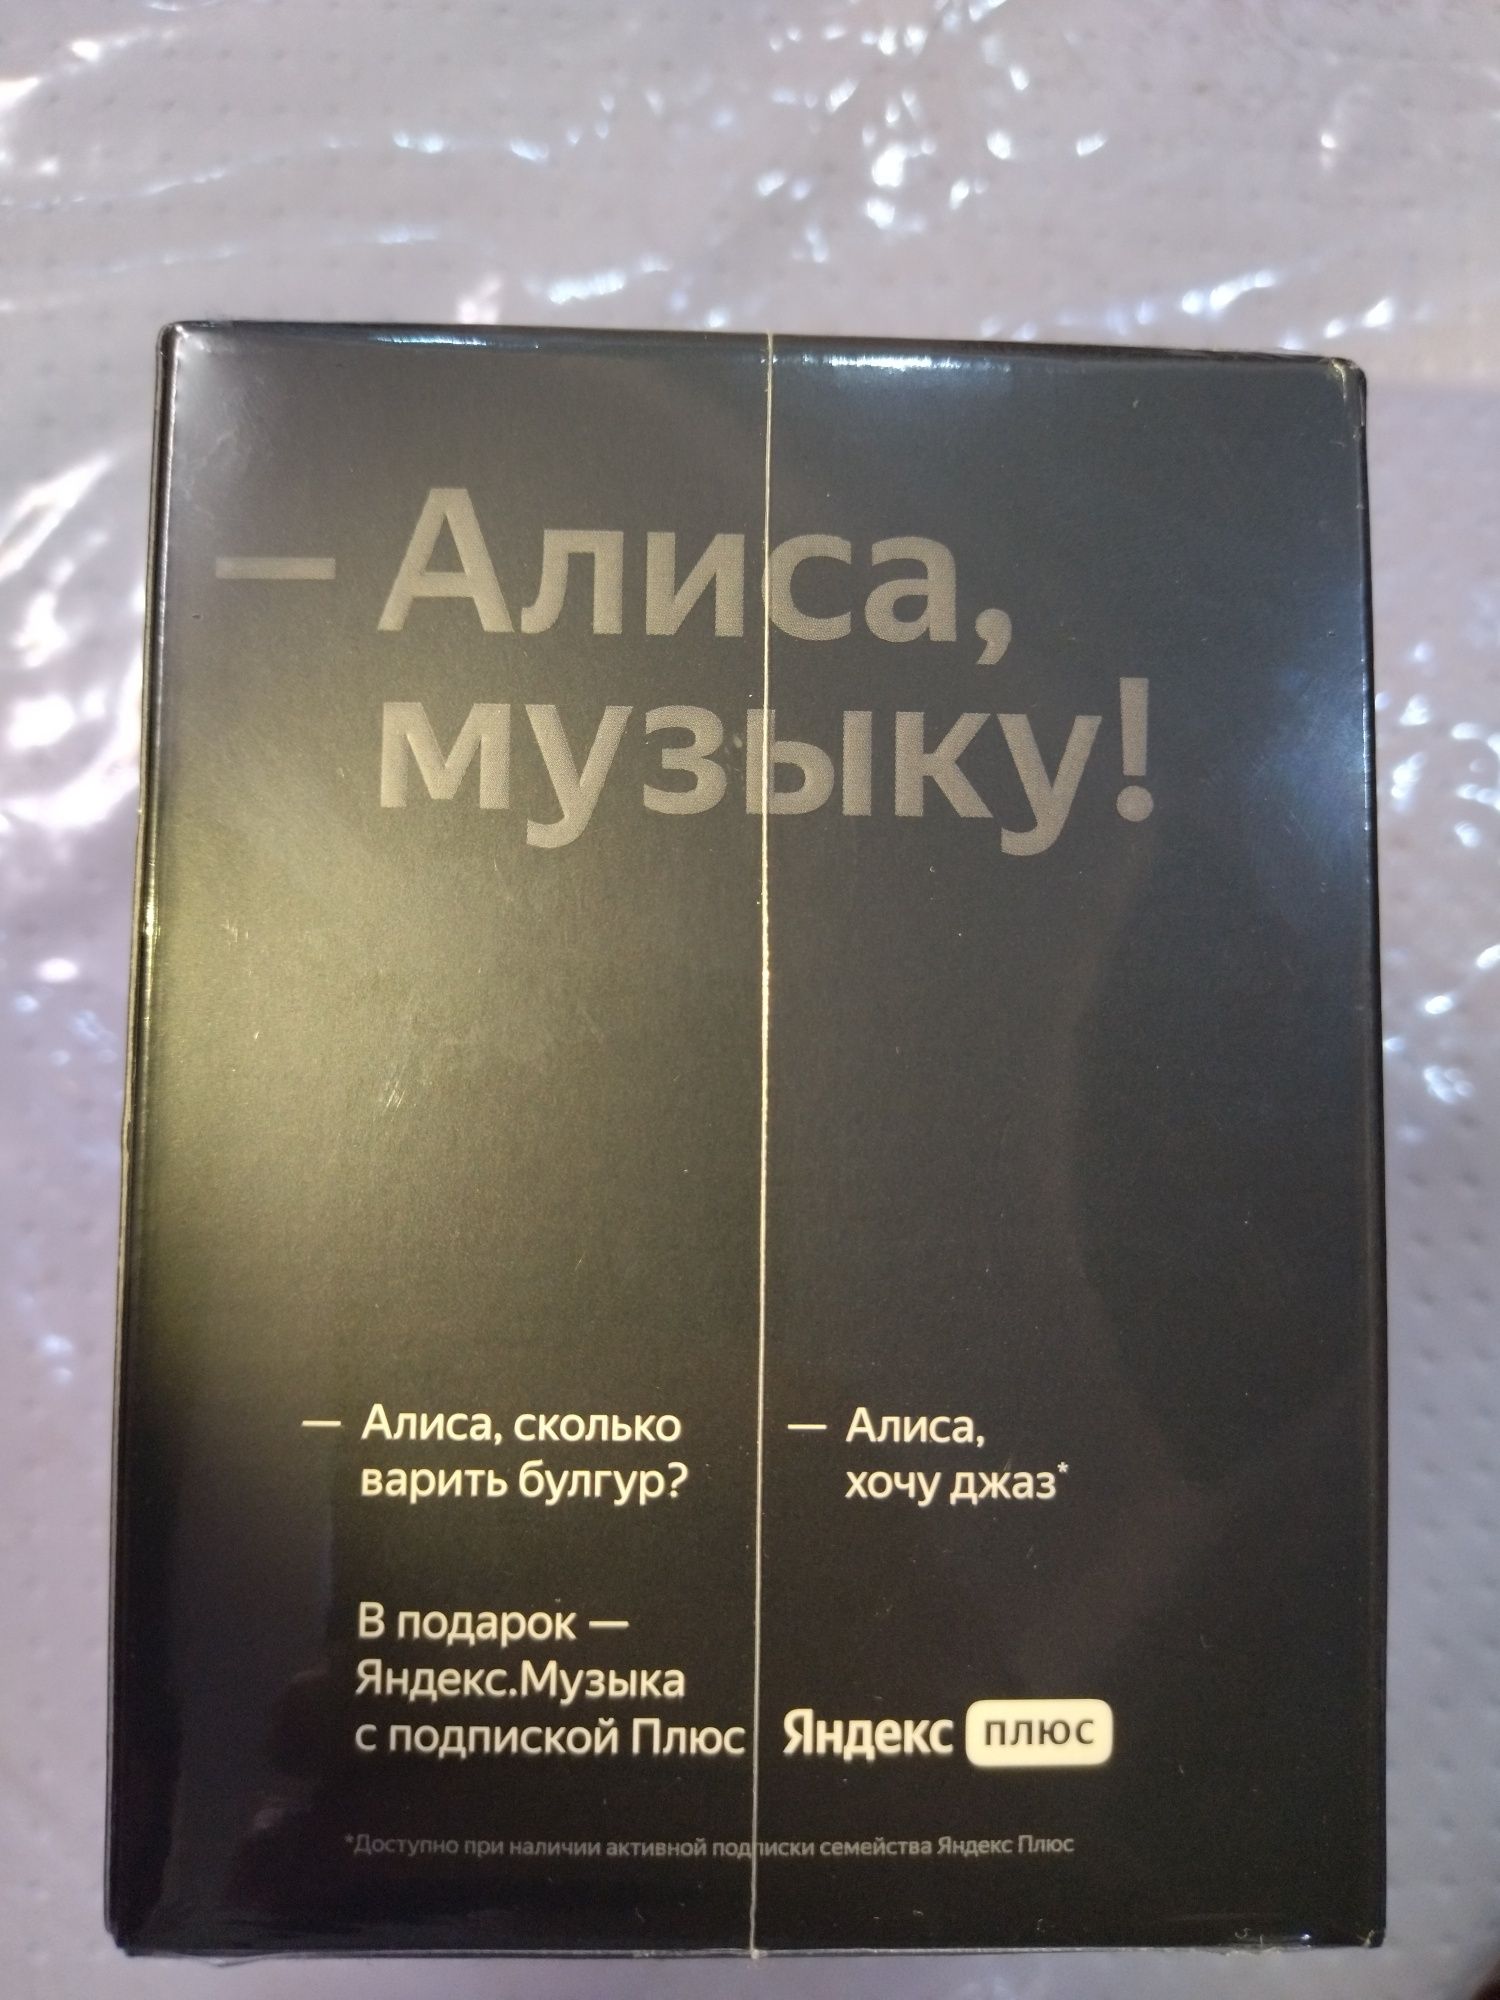 — Алиса,
музыку!
— Алиса, сколько
варить булгур?
— Алиса,
хочу джаз*
В подарок —
Яндекс.Музыка
с подпиской Плюс
Яндекс плюс
*Доступно при наличии активной подписки семейства Яндекс Плюс